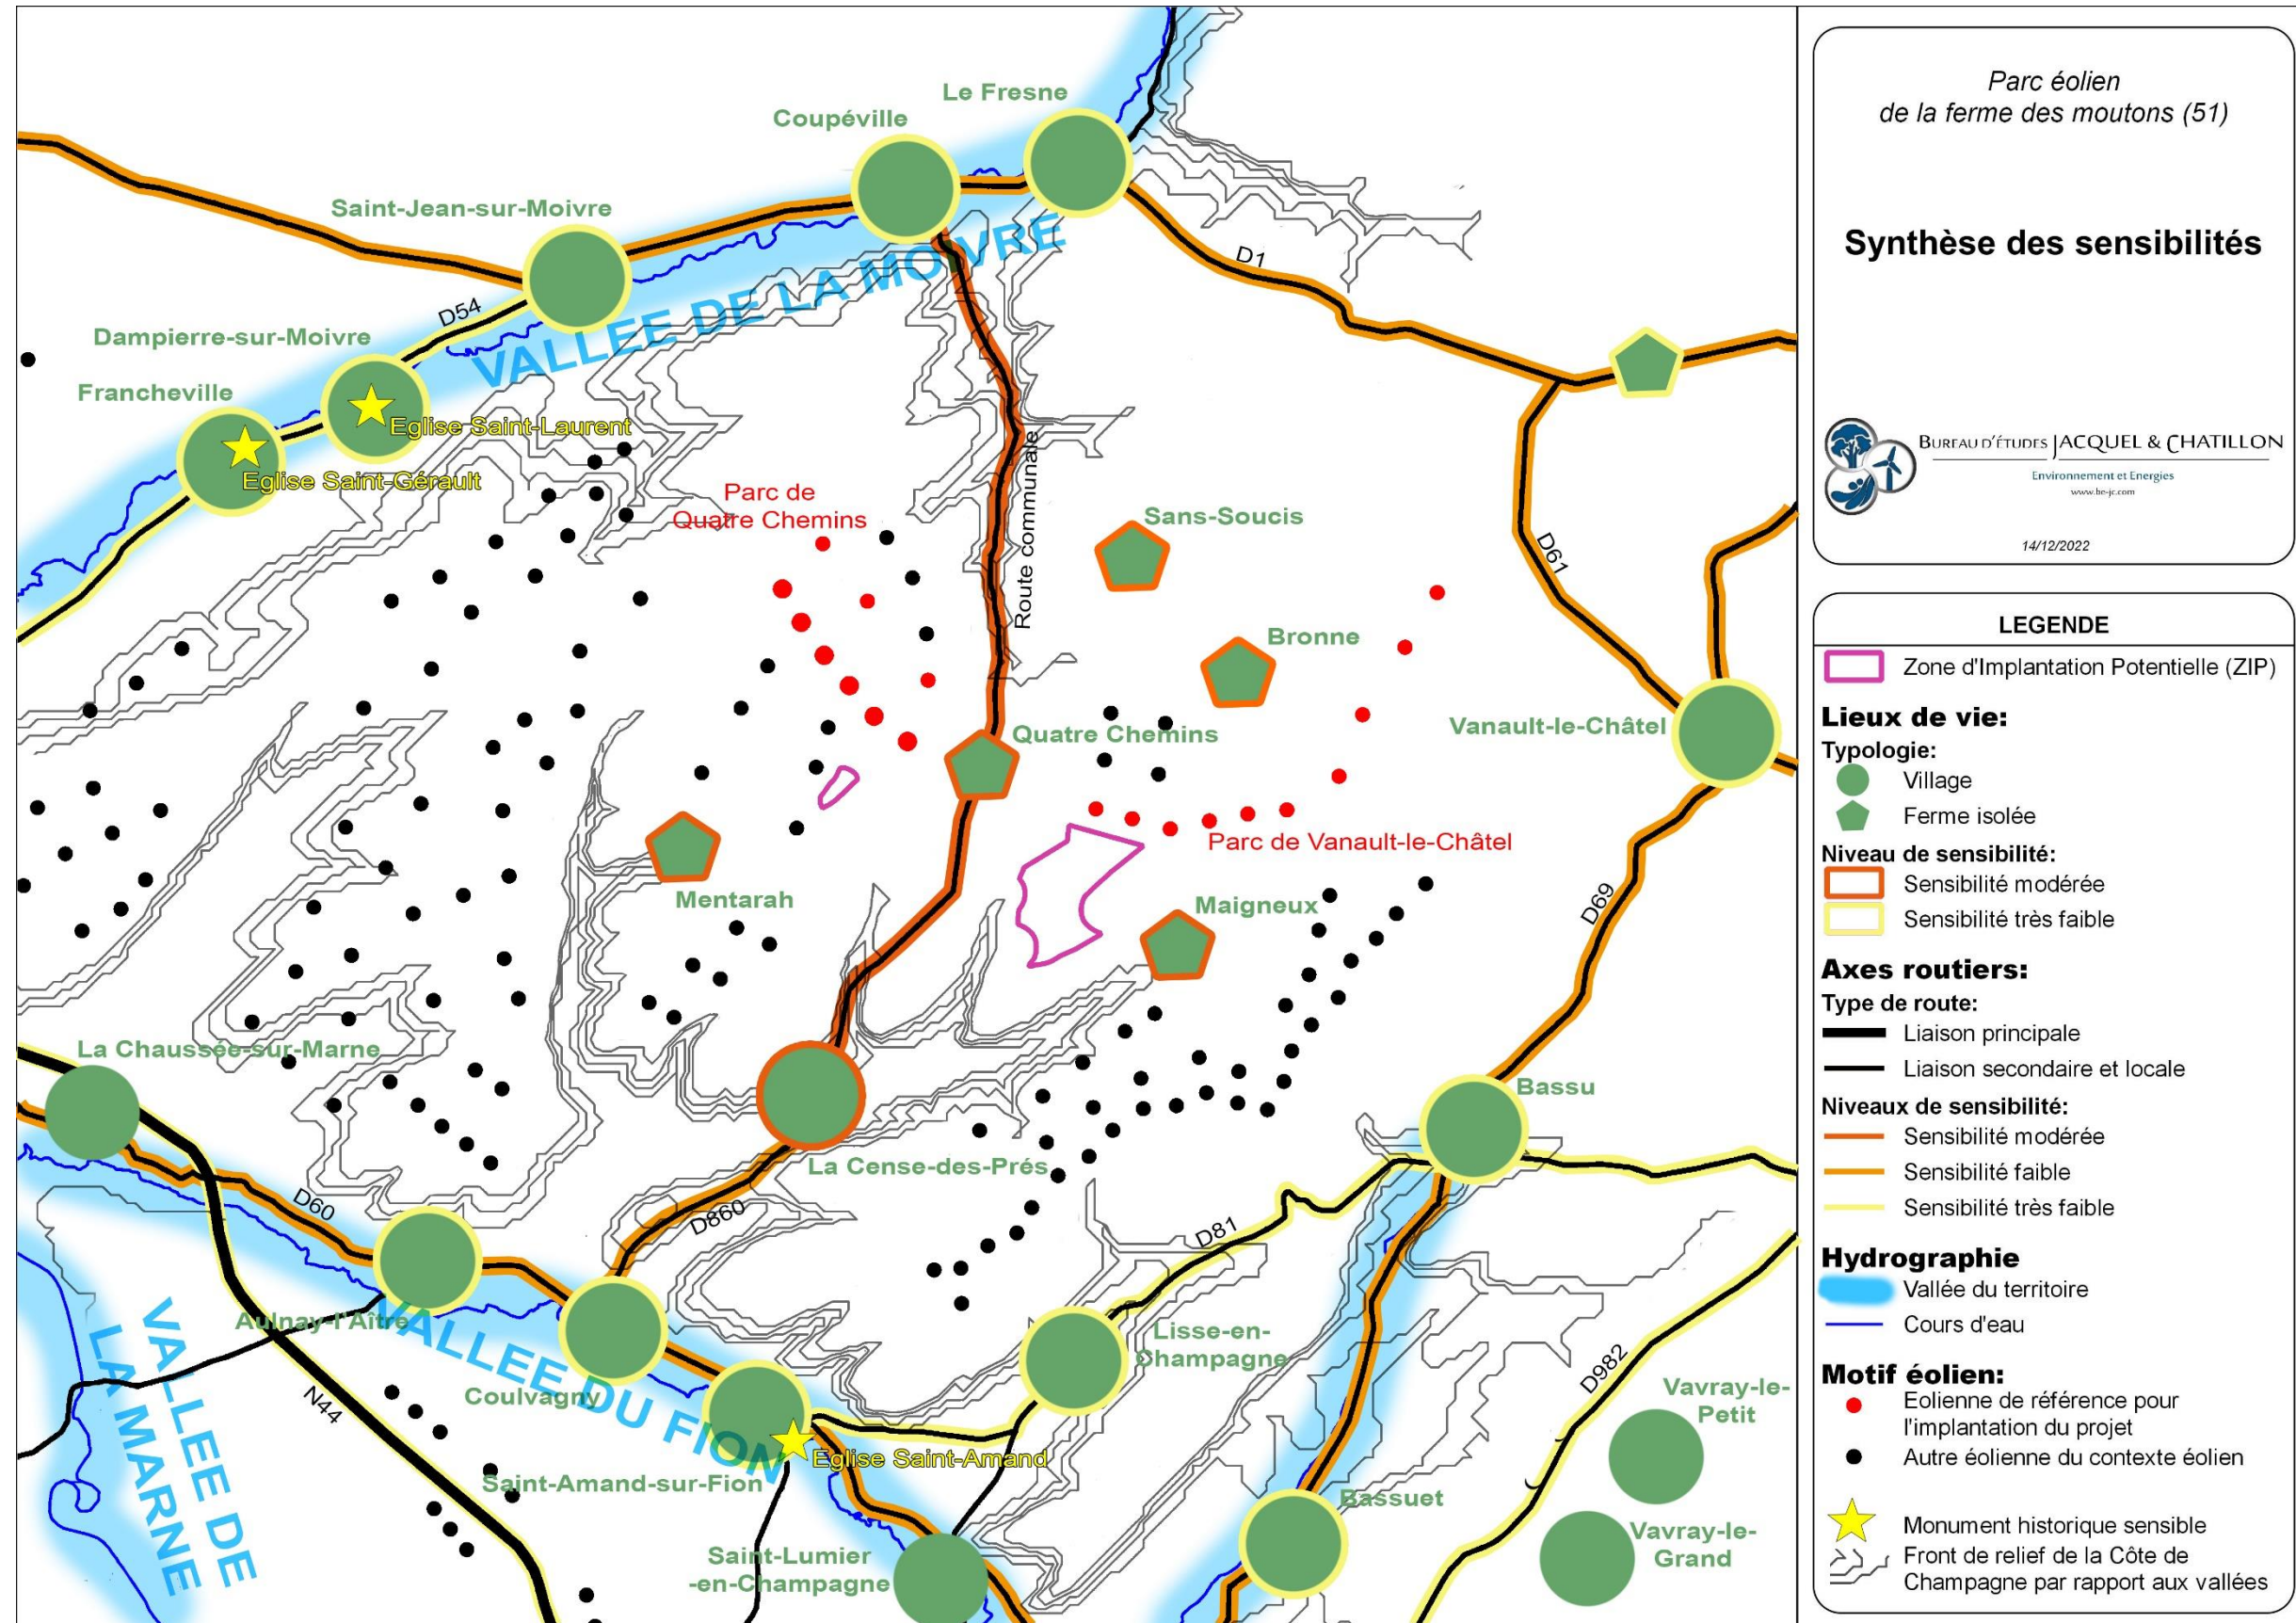 Le Fresne
Coupéville
Saint-Jean-sur-Moivre
D1
D54
VALLEE DE LA MOIVRE
Dampierre-sur-Moivre
Francheville
Eglise Saint-Laurent
Eglise Saint-Gérault
Route communale
Parc de
Quatre Chemins
Sans-Soucis
D61
Bronne
Quatre Chemins
Vanault-le-Châtel
Parc de Vanault-le-Châtel
Mentarah
Maigneux
D69
La Chaussée-sur-Marne
Bassu
La Cense-des-Prés
D60
D860
D81
Aulnay-l'Aître
VALLEE DE
LA MARNE
VALLEE DU FION
Lisse-en-
Champagne
D982
Coulvagny
N44
Vavray-le-
Petit
Eglise Saint-Amand
Saint-Amand-sur-Fion
Bassuet
Vavray-le-
Grand
Saint-Lumier
-en-Champagne
Parc éolien
de la ferme des moutons (51)
Synthèse des sensibilités
BUREAU D'ÉTUDES JACQUEL & CHATILLON
Environnement et Energies
www.be-jc.com
14/12/2022
LEGENDE
Zone d'Implantation Potentielle (ZIP)
Lieux de vie:
Typologie:
Village
Ferme isolée
Niveau de sensibilité:
Sensibilité modérée
Sensibilité très faible
Axes routiers:
Type de route:
Liaison principale
Liaison secondaire et locale
Niveaux de sensibilité:
Sensibilité modérée
Sensibilité faible
Sensibilité très faible
Hydrographie
Vallée du territoire
Cours d'eau
Motif éolien:
Eolienne de référence pour
l'implantation du projet
Autre éolienne du contexte éolien
Monument historique sensible
Front de relief de la Côte de
Champagne par rapport aux vallées